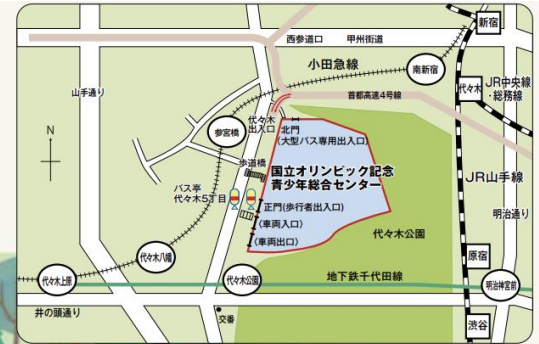 新宿
西参道口
甲州街道
小田急線
南新宿
山手通り
首都高速4号線
代々木
JR中央線
・総務線
代々木
出入口
北門
(大型バス専用出入口)
参宮橋
N
歩道橋
国立オリンピック記念
青少年総合センター
JR山手線
バス亭
代々木5丁目
正門(歩行者出入口)
(車両入口)
(車両出口)
明治通り
代々木公園
原宿
代々木八幡
代々木上原
代々木公園
地下鉄千代田線
明治神宮前
井の頭通り
交番
渋谷